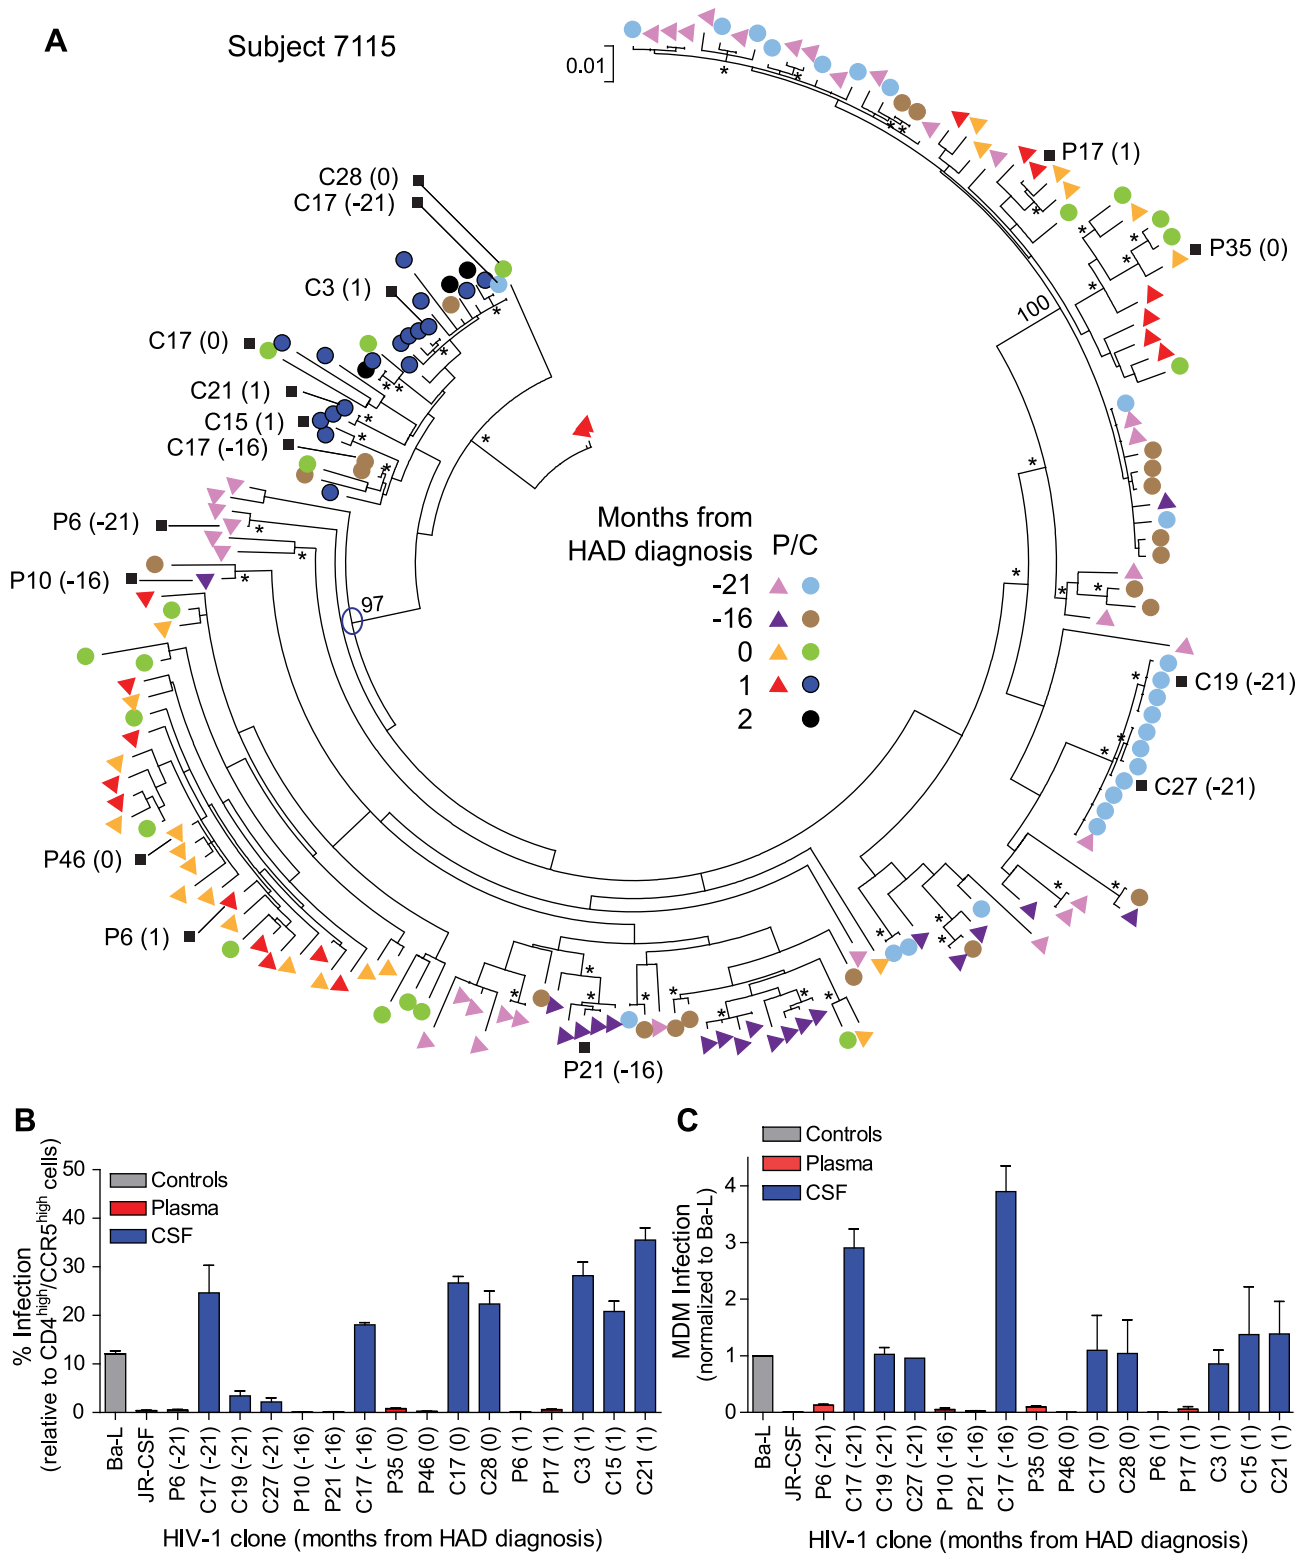 A
Subject 7115
0.01
P17 (1)
C28 (0)
C17 (-21)
P35 (0)
C3 (1)
100
C17 (0)
C21 (1)
C15 (1)
C17 (-16)
P6 (-21)
P10 (-16)
97
Months from
HAD diagnosis P/C
-21
-16
0
1
2
C19 (-21)
C27 (-21)
P46 (0)
P6 (1)
P21 (-16)
B
% Infection
(relative to CD4high/CCR5high cells)
50
40
30
20
10
0
Controls
Plasma
CSF
Ba-L
JR-CSF
P6 (-21)
C17 (-21)
C19 (-21)
C27 (-21)
P10 (-16)
P21 (-16)
C17 (-16)
P35 (0)
P46 (0)
C17 (0)
C28 (0)
P6 (1)
P17 (1)
C3 (1)
C15 (1)
C21 (1)
HIV-1 clone (months from HAD diagnosis)
C
MDM Infection
(normalized to Ba-L)
4
3
2
1
0
Controls
Plasma
CSF
Ba-L
JR-CSF
P6 (-21)
C17 (-21)
C19 (-21)
C27 (-21)
P10 (-16)
P21 (-16)
C17 (-16)
P35 (0)
P46 (0)
C17 (0)
C28 (0)
P6 (1)
P17 (1)
C3 (1)
C15 (1)
C21 (1)
HIV-1 clone (months from HAD diagnosis)